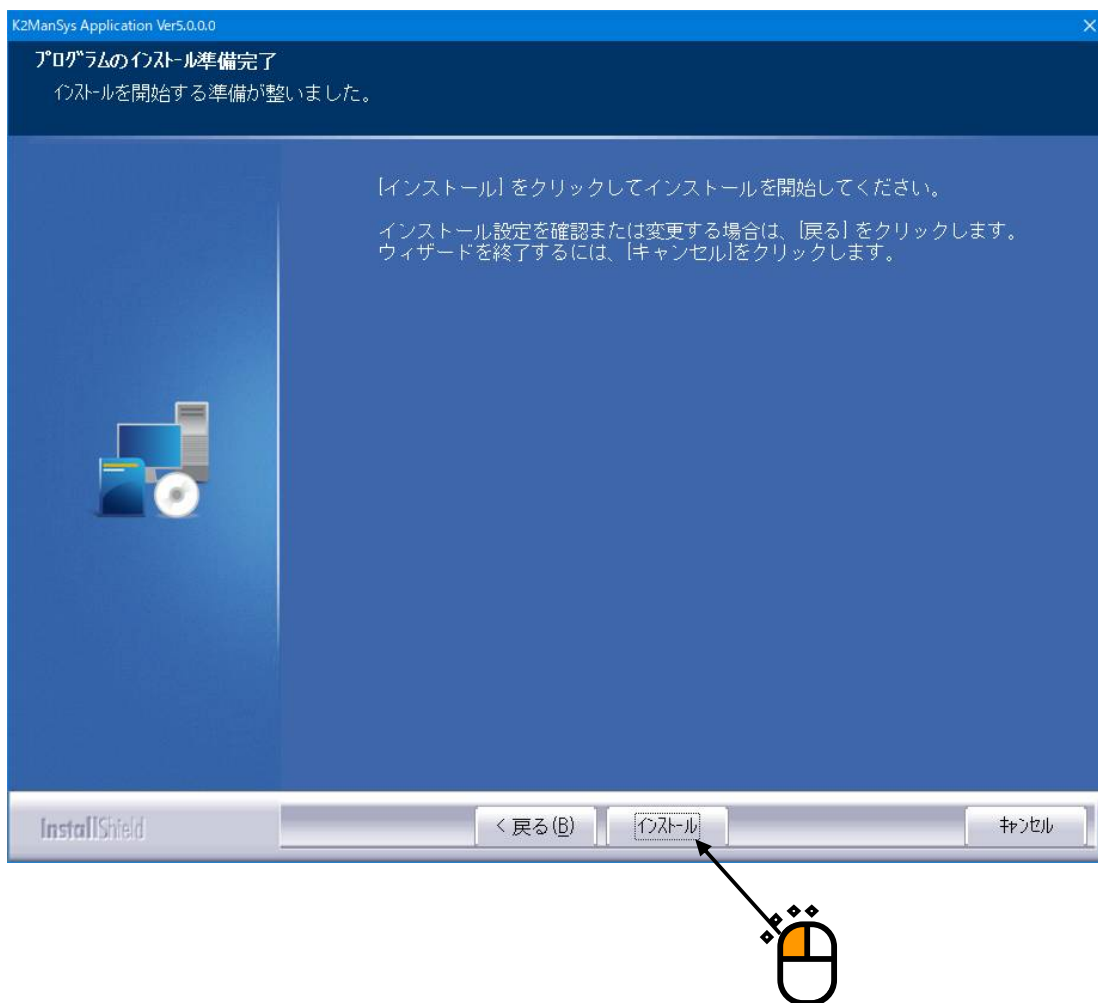 K2ManSys Application Ver5.0.0.0
プログラムのインストール準備完了
インストールを開始する準備が整いました。
[インストール] をクリックしてインストールを開始してください。
インストール設定を確認または変更する場合は、[戻る] をクリックします。
ウィザードを終了するには、[キャンセル]をクリックします。
InstallShield
< 戻る(B)
インストール
キャンセル